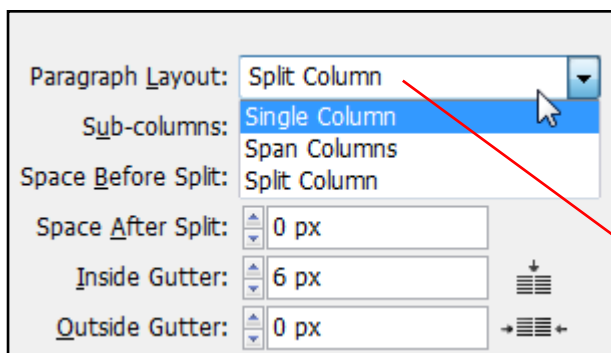 Paragraph Layout: Split Column
Sub-columns: Single Column
Span Columns
Space Before Split: Split Column
Space After Split: 0 px
Inside Gutter: 6 px
Outside Gutter: 0 px